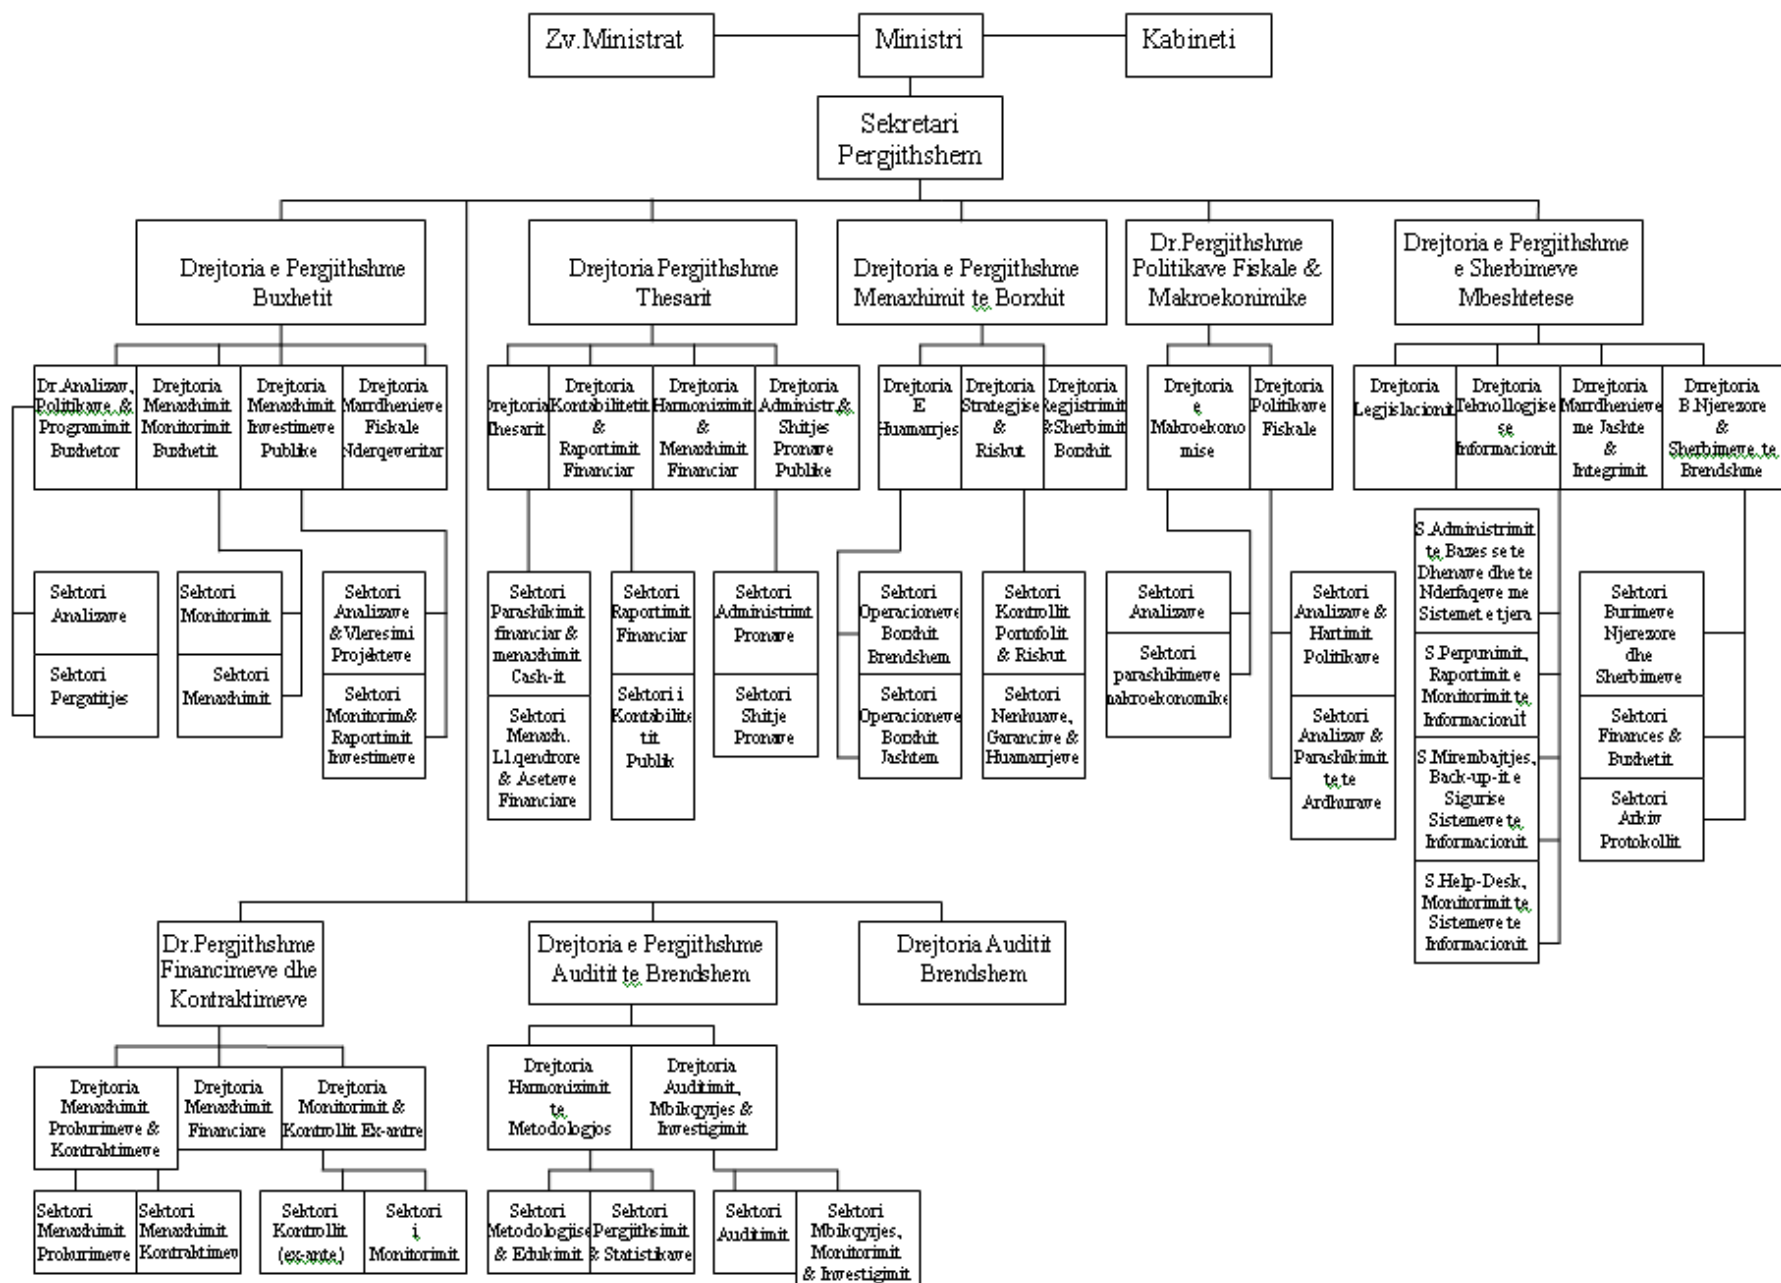 Zv.Ministrat
Ministri
Kabineti
Sekretari
Pergjithshem
Drejtoria e Pergjithshme
Buxhetit
Drejtoria Pergjithshme
Thesarit
Drejtoria e Pergjithshme
Menaxhimit te Borxhit
Dr.Pergjithshme
Politikave Fiskale &
Makroekonimike
Drejtoria e Pergjithshme
e Sherbimeve
Mbeshtetese
Dr.Analizav,
Politikave &
Programimit
Buxhetor
Drejtoria
Menaxhimit
Monitorimit
Buxhetit
Drejtoria
Menaxhimit
Investimeve
Publike
Drejtoria
Marrdhenieve
Fiskale
Nderqeveritar
Drejtoria
Thesarit
Drejtoria
Kontabilitetit
&
Raportimit
Financiar
Drejtoria
Harmonizimit
&
Menaxhimit
Financiar
Drejtoria
Administr.&
Shitjes
Pronave
Publike
Drejtoria
E
Huamarrjes
Drejtoria
Strategjise
&
Riskut
Drejtoria
Regjistrimit
&Sherbimit
Borxhit
Drejtoria
e
Makroekono
mise
Drejtoria
Politikave
Fiskale
Drejtoria
Legjislacionit
Drejtoria
Teknollogjise
se
Informacionit
Drrejtoria
Marrdhenieve
me Jashte
&
Integrimit
Drrejtoria
B.Njerezore
&
Sherbimeve te
Brendshme
Sektori
Analizave
Sektori
Pergatitjes
Sektori
Monitorimit
Sektori
Menaxhimit
Sektori
Analizave
&Vleresimi
Projekteve
Sektori
Monitorim&
Raportimit
Investimeve
Sektori
Parashikimit
financiar &
menaxhimit
Cash-it
Sektori
Menaxh.
Ll.qendrore
& Aseteve
Financiare
Sektori
Raportimit
Financiar
Sektori i
Kontabilite
tit
Publik
Sektori
Administrimt
Pronave
Sektori
Shitje
Pronave
Sektori
Operacioneve
Borxhit
Brendshem
Sektori
Operacioneve
Borxhit
Jashtem
Sektori
Kontrollit
Portofolit
& Riskut
Sektori
Nenhuave,
Garancive &
Huamarrjeve
Sektori
Analizave
Sektori
parashikimeve
makroekonomike
Sektori
Analizave &
Hartimit
Politikave
Sektori
Analizav &
Parashikimit
te te
Ardhurave
S.Administrimit
te Bazes se te
Dhenave dhe te
Nderfaqeve me
Sistemet e tjera
S.Perpunimit,
Raportimit e
Monitorimit te
Informacionit
S.Mirembajtjes,
Back-up-it e
Sigurise
Sistemeve te
Informacionit
S.Help-Desk,
Monitorimit te
Sistemeve te
Informacionit
Sektori
Burimeve
Njerezore
dhe
Sherbimeve
Sektori
Finances &
Buxhetit
Sektori
Arkiv
Protokollit
Dr.Pergjithshme
Financimeve dhe
Kontraktimeve
Drejtoria e Pergjithshme
Auditit te Brendshem
Drejtoria Auditit
Brendshem
Drejtoria
Menaxhimit
Prokurimeve &
Kontraktimeve
Drejtoria
Menaxhimit
Financiare
Drejtoria
Monitorimit &
Kontrollit Ex-antre
Drejtoria
Harmonizimit
te
Metodologjos
Drejtoria
Auditimit,
Mbikqyrjes &
Investigimit
Sektori
Menaxhimit
Prokurimeve
Sektori
Menaxhimit
Kontraktimev
Sektori
Kontrollit
(ex-ante)
Sektori
i
Monitorimit
Sektori
Metodologjise
& Edukimit
Sektori
Pergjithsimit
& Statistikave
Sektori
Auditimit
Sektori
Mbikqyrjes,
Monitorimit
& Investigimit